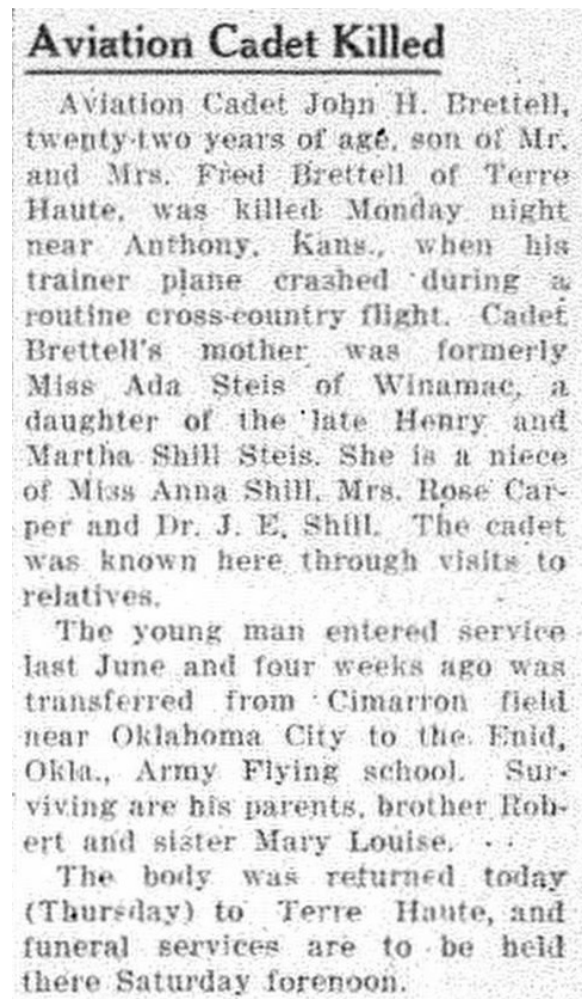 Aviation Cadet Killed
Aviation Cadet John H. Brettell,
twenty-two years of age, son of Mr.
and Mrs. Fred Brettell of Terre
Haute, was killed Monday night
near Anthony, Kans., when his
trainer plane crashed during a
routine cross-country flight. Cadet
Brettell's mother was formerly
Miss Ada Steis of Winamac, a
daughter of the late Henry and
Martha Shill Steis. She is a niece
of Miss Anna Shill, Mrs. Rose Car-
per and Dr. J. E. Shill. The cadet
was known here through visits to
relatives.
The young man entered service
last June and four weeks ago was
transferred from Cimarron field
near Oklahoma City to the Enid,
Okla., Army Flying school. Sur-
viving are his parents, brother Rob-
ert and sister Mary Louise.
The body was returned today
(Thursday) to Terre Haute, and
funeral services are to be held
there Saturday forenoon.